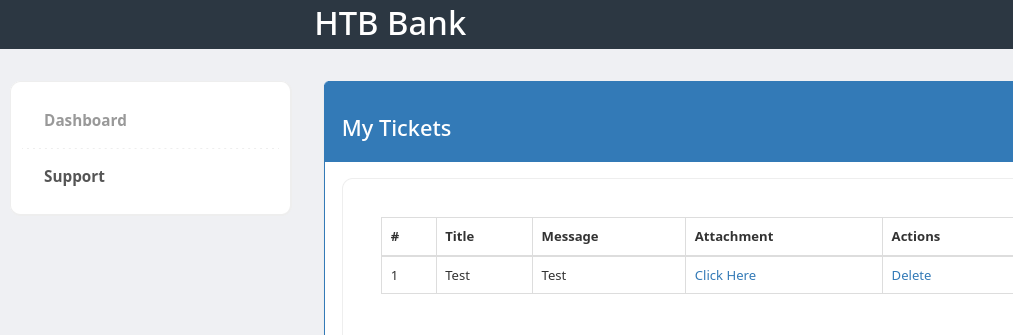 HTB Bank
Dashboard
Support
My Tickets
# Title Message Attachment Actions
1 Test Test Click Here Delete